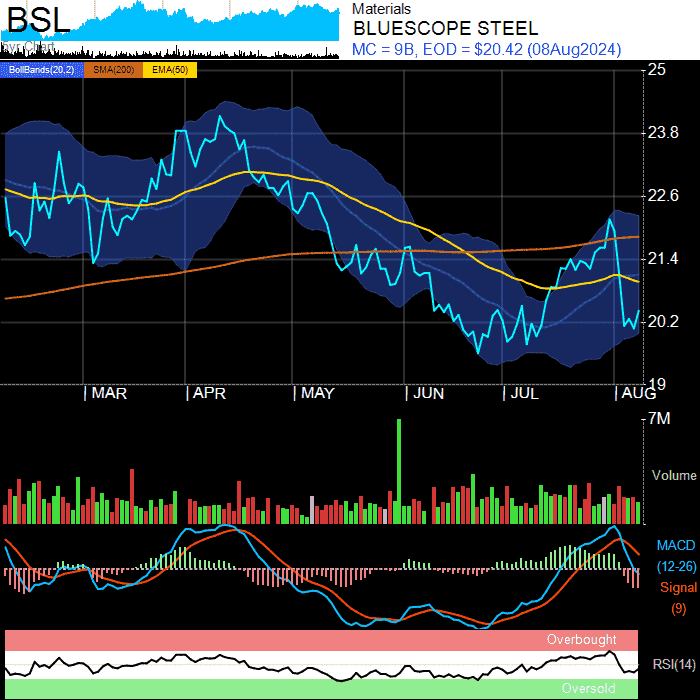 BSL
Materials
BLUESCOPE STEEL
MC = 9B, EOD = $20.42 (08Aug2024)
BollBands(20,2) SMA(200) EMA(50)
25
23.8
22.6
21.4
20.2
19
MAR APR MAY JUN JUL AUG
7M
Volume
MACD
(12-26)
Signal
(9)
Overbought
RSI(14)
Oversold